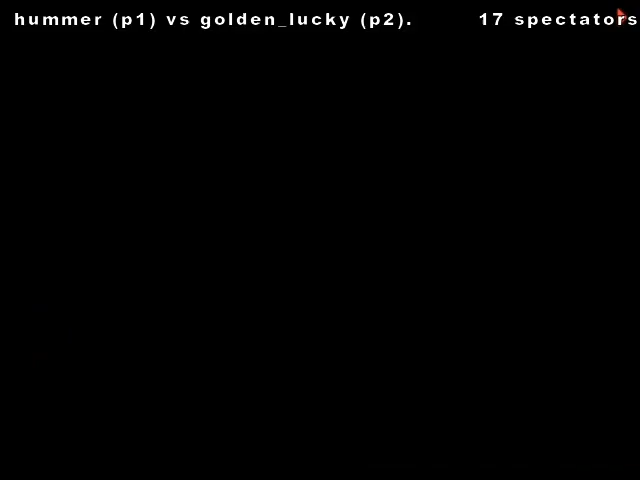 hummer (p1) vs golden_lucky (p2). 17 spectators